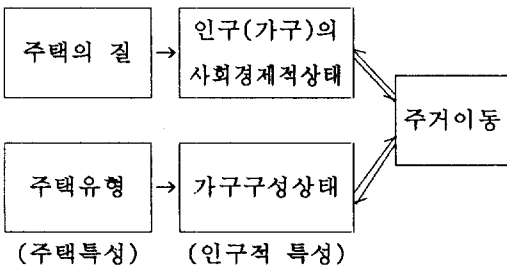 주택의 질
인구(가구)의
사회경제적상태
주거이동
주택유형
가구구성상태
(주택특성)
(인구적 특성)